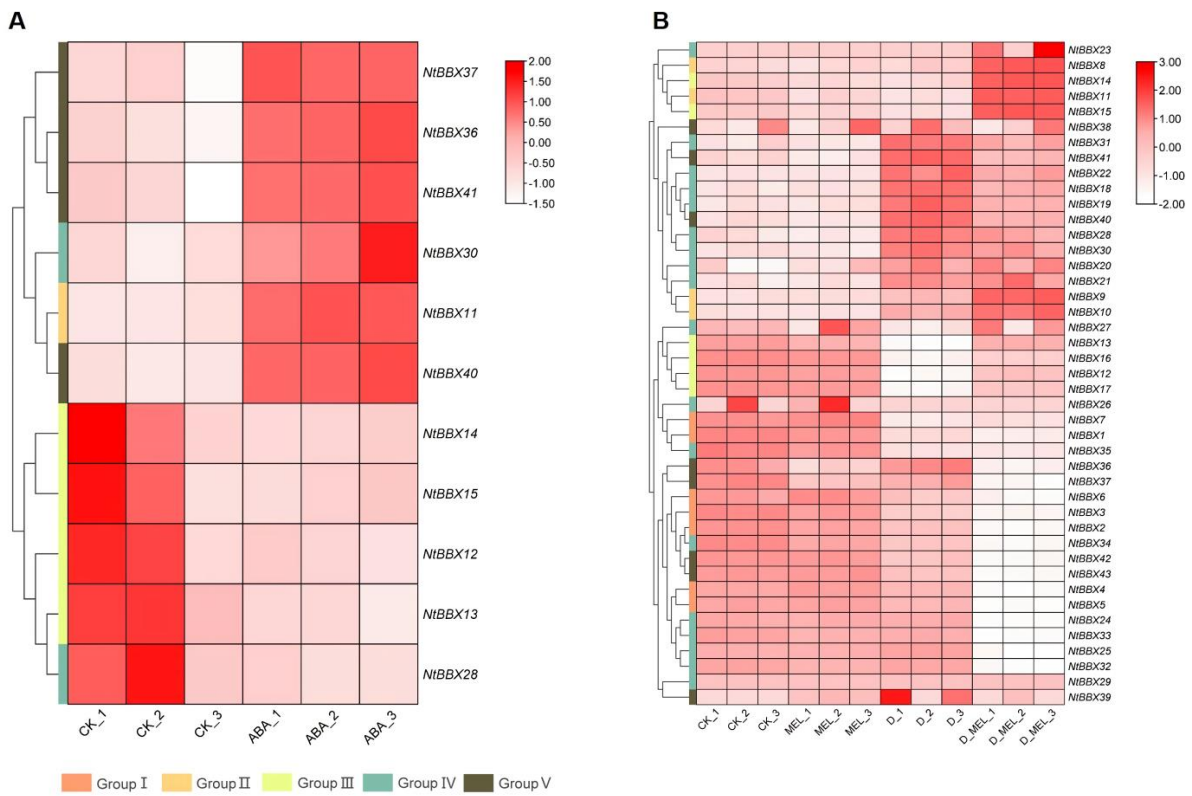 A
NtBBX37
NtBBX36
NtBBX41
NtBBX30
NtBBX11
NtBBX40
NtBBX14
NtBBX15
NtBBX12
NtBBX13
NtBBX28
2.00
1.50
1.00
0.50
0.00
-0.50
-1.00
-1.50
CK_1
CK_2
CK_3
ABA_1
ABA_2
ABA_3
B
NtBBX23
NtBBX8
NtBBX14
NtBBX11
NtBBX15
NtBBX38
NtBBX31
NtBBX41
NtBBX22
NtBBX18
NtBBX19
NtBBX40
NtBBX28
NtBBX30
NtBBX20
NtBBX21
NtBBX9
NtBBX10
NtBBX27
NtBBX13
NtBBX16
NtBBX12
NtBBX17
NtBBX26
NtBBX7
NtBBX1
NtBBX35
NtBBX36
NtBBX37
NtBBX6
NtBBX3
NtBBX2
NtBBX34
NtBBX42
NtBBX43
NtBBX4
NtBBX5
NtBBX24
NtBBX33
NtBBX25
NtBBX32
NtBBX29
NtBBX39
3.00
2.00
1.00
0.00
-1.00
-2.00
CK_1
CK_2
CK_3
MEL_1
MEL_2
MEL_3
D_1
D_2
D_3
D_MEL_1
D_MEL_2
D_MEL_3
Group Ⅰ
Group Ⅱ
Group Ⅲ
Group Ⅳ
Group Ⅴ